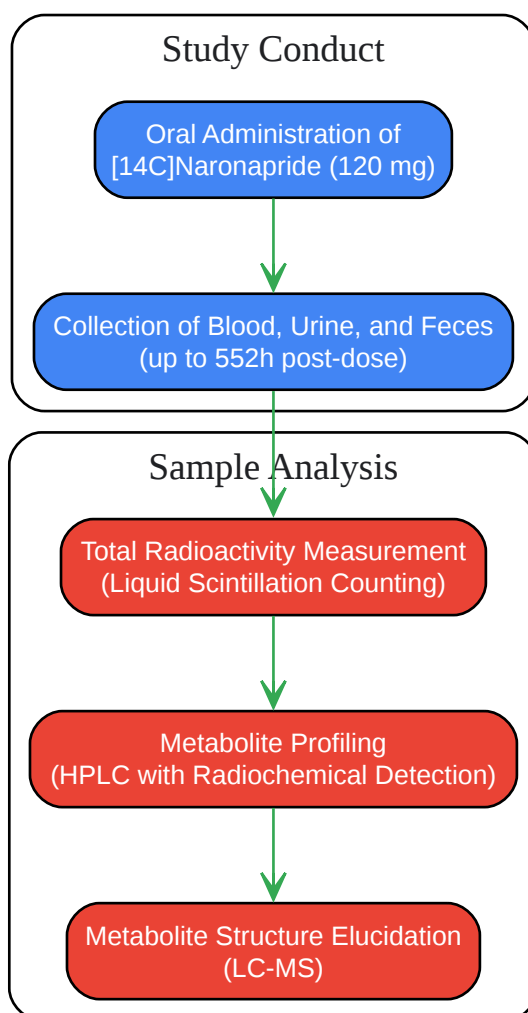 Study Conduct
Oral Administration of
[14C]Naronapride (120 mg)
Collection of Blood, Urine, and Feces
(up to 552h post-dose)
Sample Analysis
Total Radioactivity Measurement
(Liquid Scintillation Counting)
Metabolite Profiling
(HPLC with Radiochemical Detection)
Metabolite Structure Elucidation
(LC-MS)